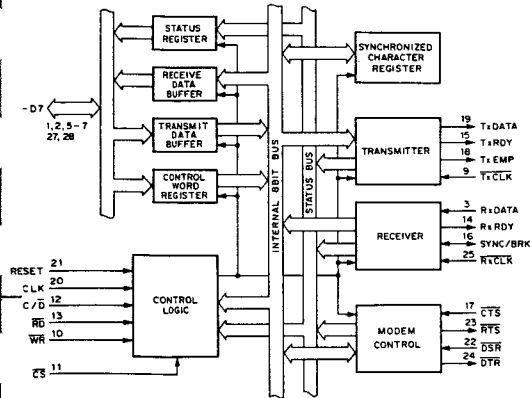 STATUS
REGISTER
RECEIVE
DATA
BUFFER
TRANSMIT
DATA
BUFFER
CONTROL
WORD
REGISTER
-D7
1,2,5-7
27,28
INTERNAL 8BIT BUS
STATUS BUS
SYNCHRONIZED
CHARACTER
REGISTER
TRANSMITTER
19 TxDATA
15 TxRDY
18 TxEMP
9 TxCLK
RECEIVER
3 RxDATA
14 RxRDY
16 SYNC/BRK
25 RxCLK
RESET 21
CLK 20
C/D 12
RD 13
WR 10
CS 11
CONTROL
LOGIC
MODEM
CONTROL
17 CTS
23 RTS
22 DSR
24 DTR